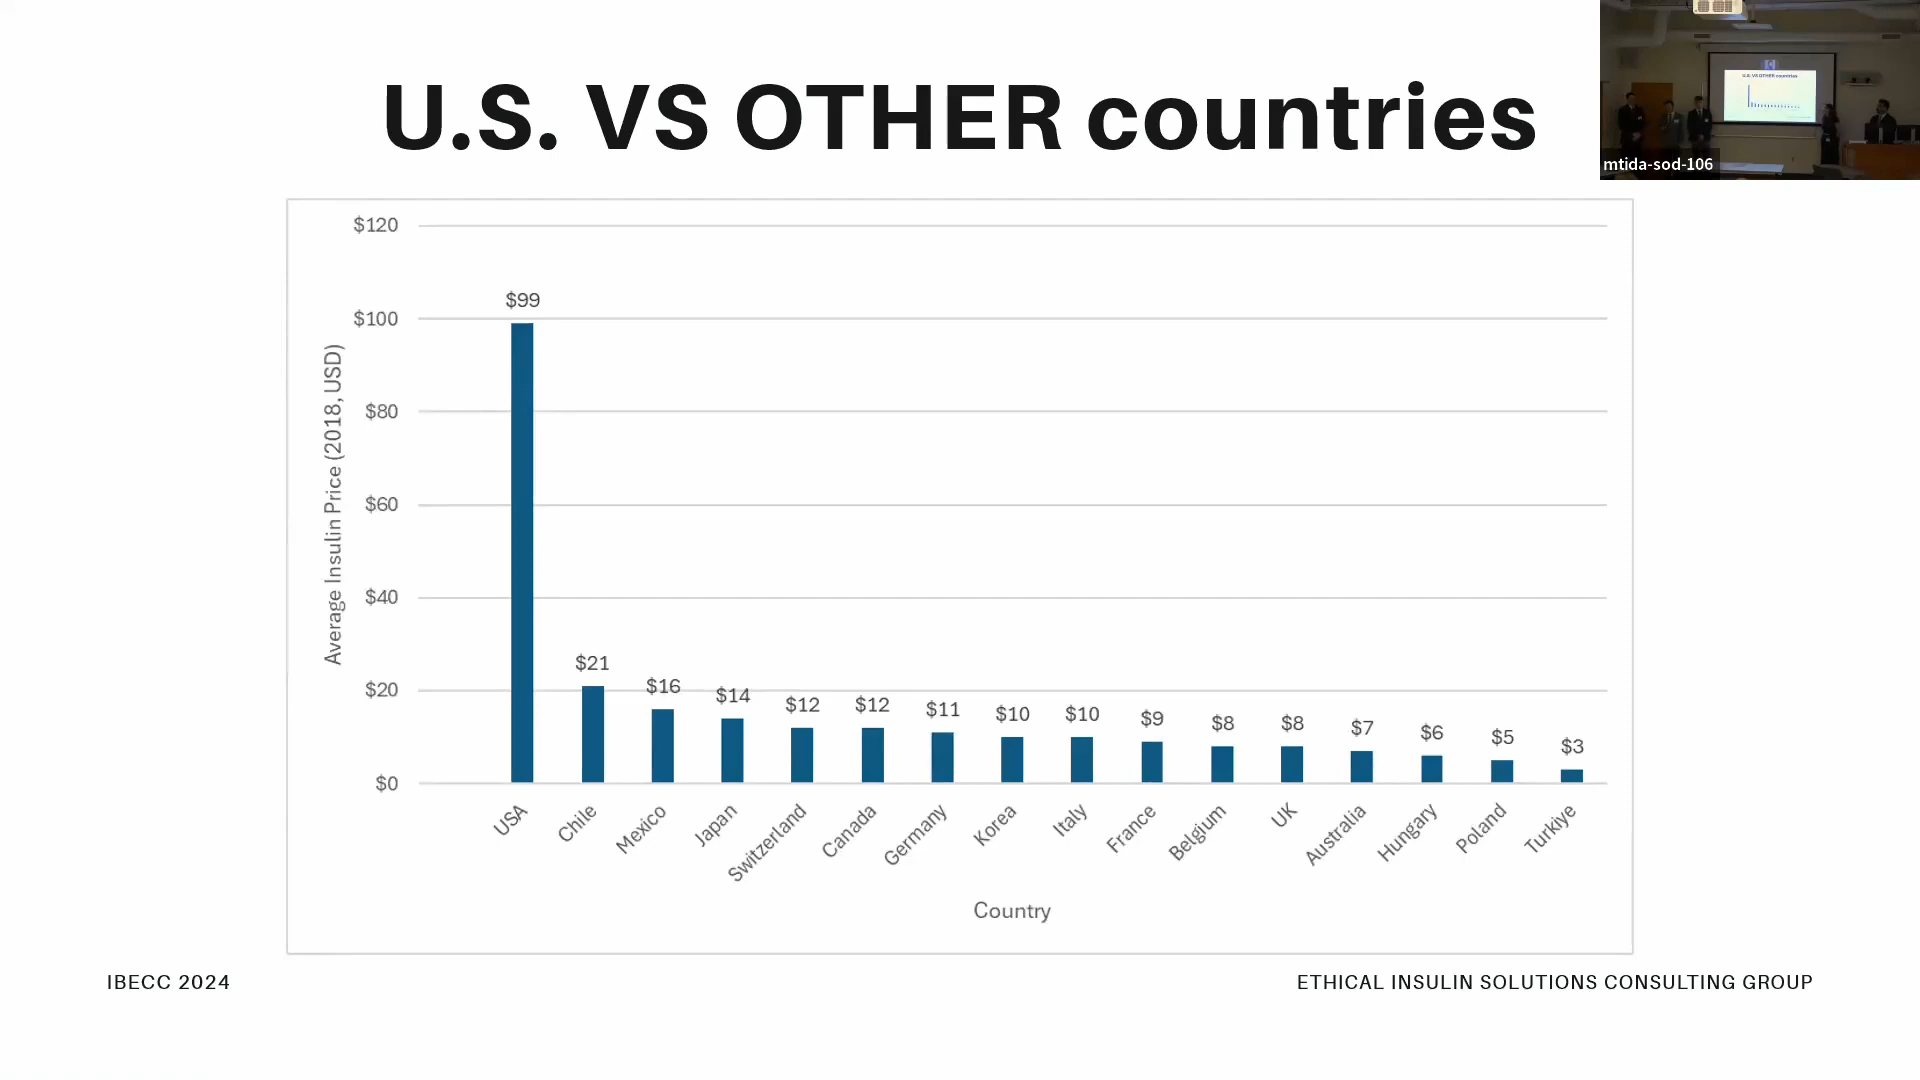 U.S. VS OTHER countries
mtida-sod-106
U.S. VS OTHER countries
Average Insulin Price (2018, USD)
$120
$100
$80
$60
$40
$20
$0
$99
$21
$16
$14
$12
$12
$11
$10
$10
$9
$8
$8
$7
$6
$5
$3
USA
Chile
Mexico
Japan
Switzerland
Canada
Germany
Korea
Italy
France
Belgium
UK
Australia
Hungary
Poland
Turkiye
Country
IBECC 2024
ETHICAL INSULIN SOLUTIONS CONSULTING GROUP